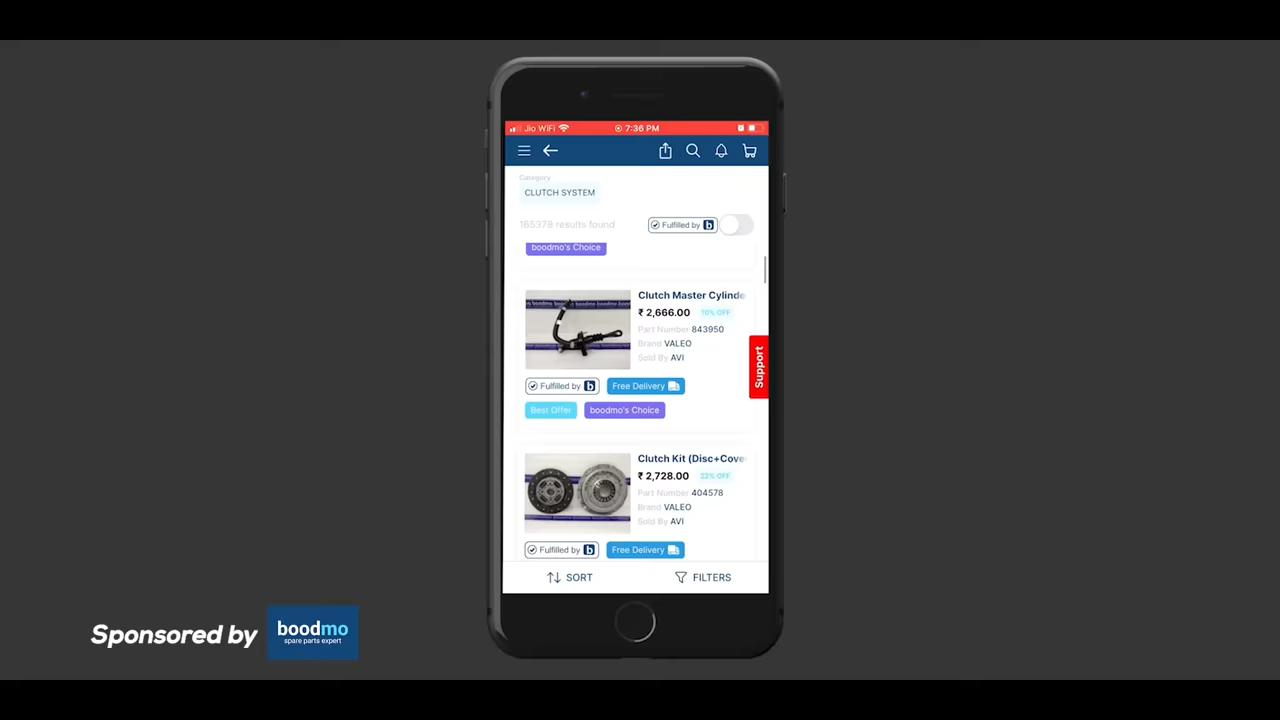 Jio WiFi
7:36 PM
Category
CLUTCH SYSTEM
165378 results found
Fulfilled by b
boodmo's Choice
Clutch Master Cylinde
₹ 2,666.00 10% OFF
Part Number 843950
Brand VALEO
Sold By AVI
Support
Fulfilled by b
Free Delivery
Best Offer
boodmo's Choice
Clutch Kit (Disc+Cove
₹ 2,728.00 23% OFF
Part Number 404578
Brand VALEO
Sold By AVI
Fulfilled by b
Free Delivery
SORT
FILTERS
Sponsored by
boodmo
spare parts expert